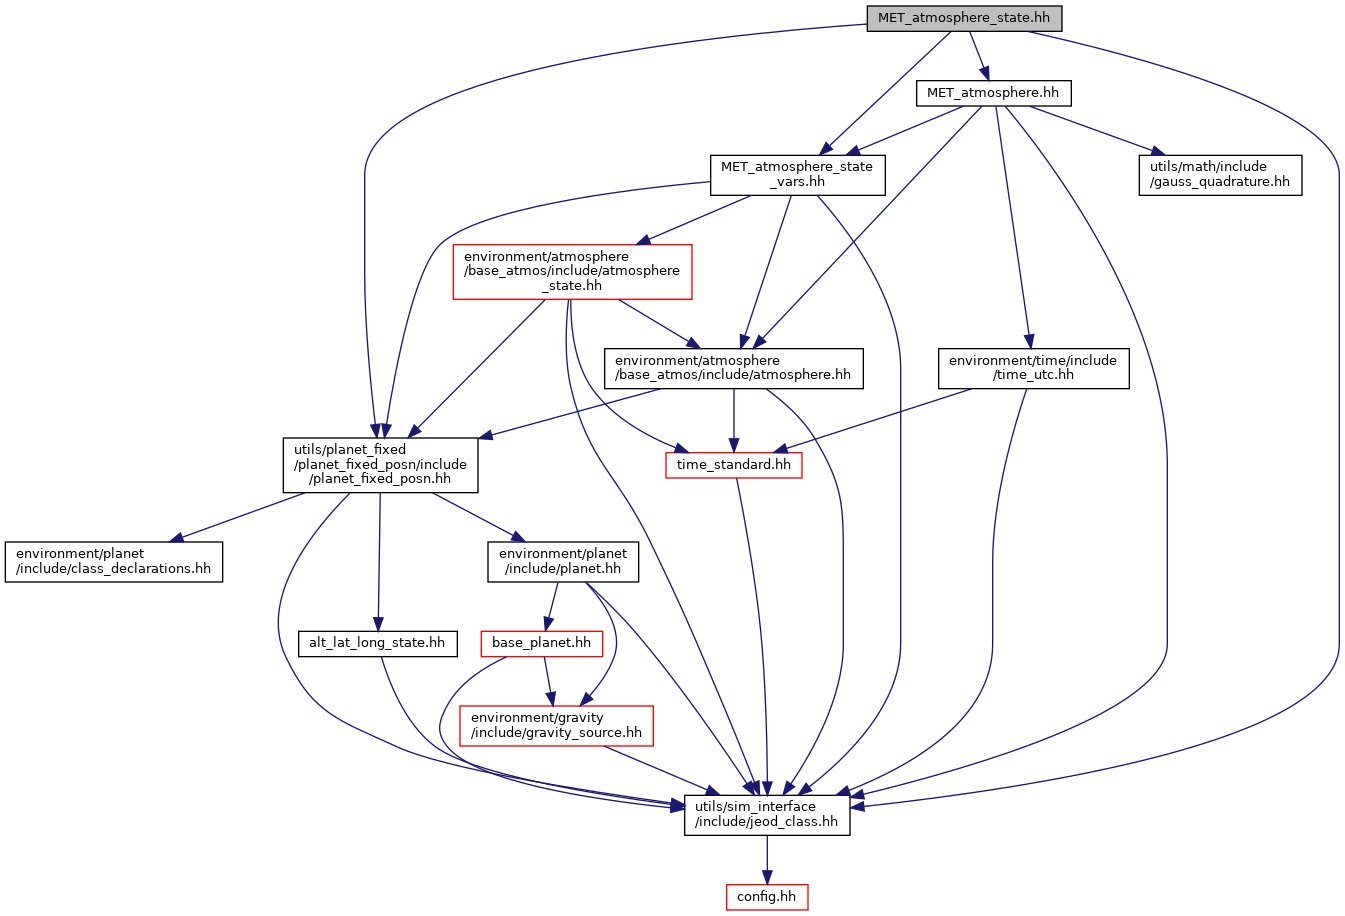 MET_atmosphere_state.hh
MET_atmosphere.hh
MET_atmosphere_state
_vars.hh
utils/math/include
/gauss_quadrature.hh
environment/atmosphere
/base_atmos/include/atmosphere
_state.hh
environment/atmosphere
/base_atmos/include/atmosphere.hh
environment/time/include
/time_utc.hh
utils/planet_fixed
/planet_fixed_posn/include
/planet_fixed_posn.hh
time_standard.hh
environment/planet
/include/class_declarations.hh
environment/planet
/include/planet.hh
alt_lat_long_state.hh
base_planet.hh
environment/gravity
/include/gravity_source.hh
utils/sim_interface
/include/jeod_class.hh
config.hh